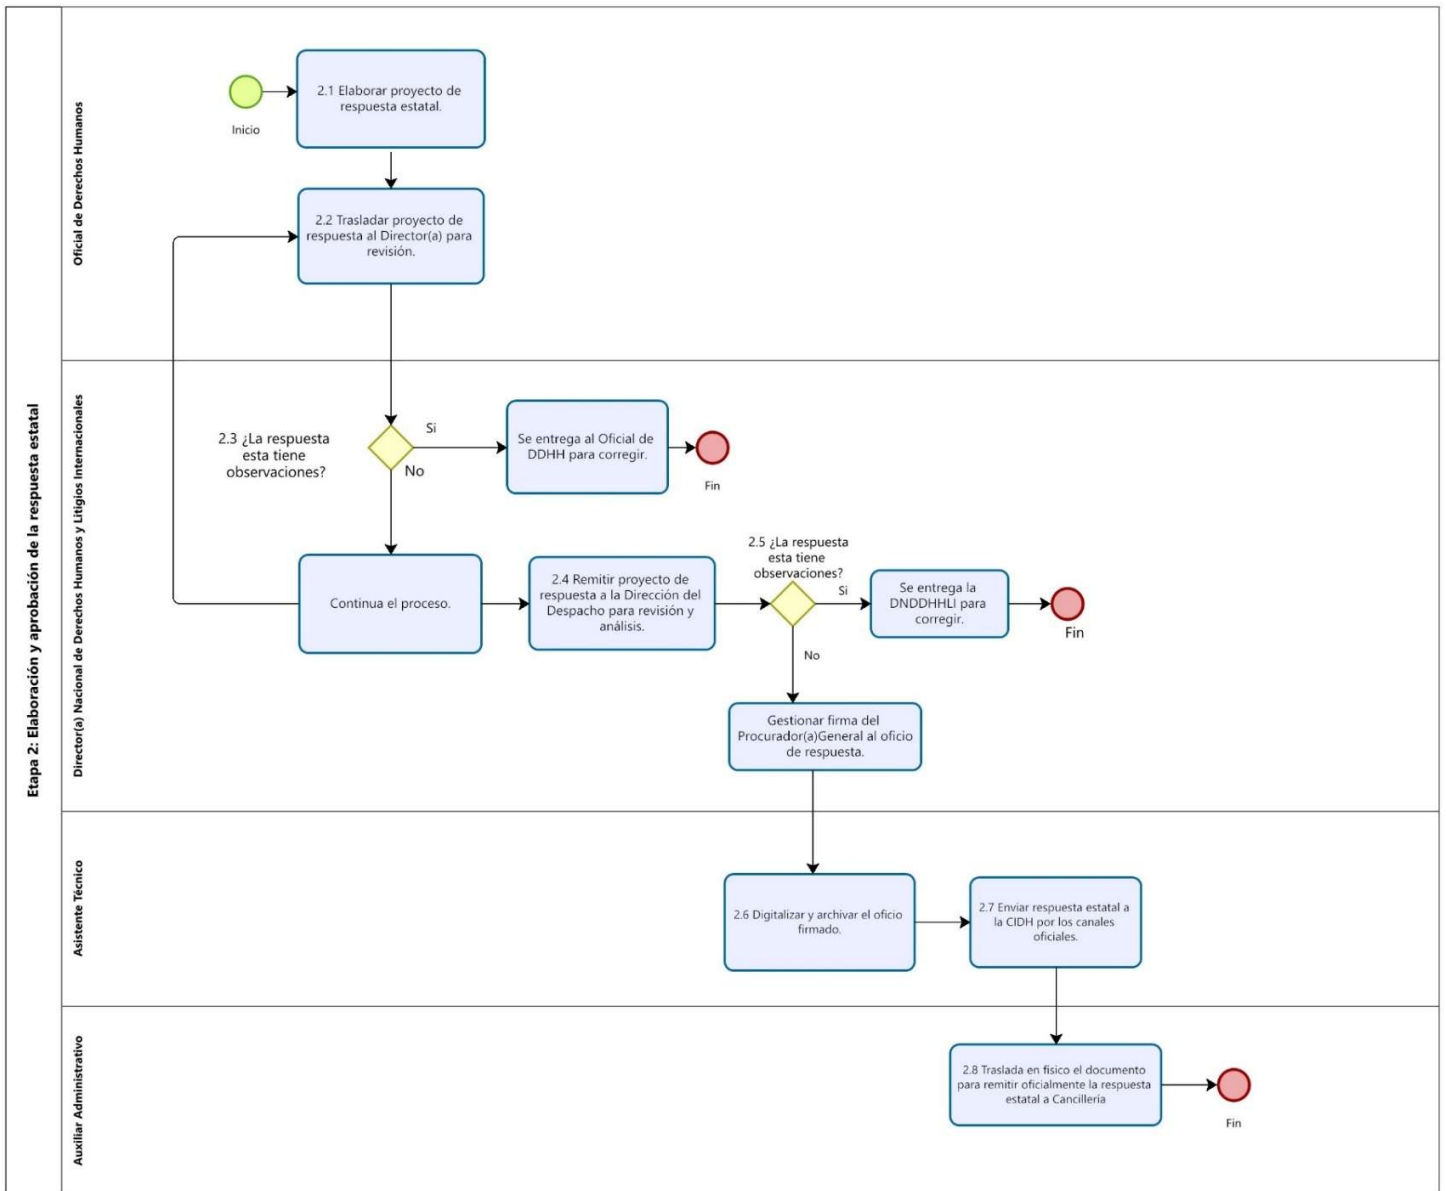 Etapa 2: Elaboración y aprobación de la respuesta estatal
Oficial de Derechos Humanos
Inicio
2.1 Elaborar proyecto de
respuesta estatal.
2.2 Trasladar proyecto de
respuesta al Director(a) para
revisión.
Director(a) Nacional de Derechos Humanos y Litigios Internacionales
2.3 ¿La respuesta
esta tiene
observaciones?
Si
No
Se entrega al Oficial de
DDHH para corregir.
Fin
Continua el proceso.
2.4 Remitir proyecto de
respuesta a la Dirección del
Despacho para revisión y
análisis.
2.5 ¿La respuesta
esta tiene
observaciones?
Si
No
Se entrega la
DNDDHHLI para
corregir.
Fin
Gestionar firma del
Procurador(a)General al oficio
de respuesta.
Asistente Técnico
2.6 Digitalizar y archivar el oficio
firmado.
2.7 Enviar respuesta estatal a
la CIDH por los canales
oficiales.
Auxiliar Administrativo
2.8 Traslada en físico el documento
para remitir oficialmente la respuesta
estatal a Cancillería
Fin